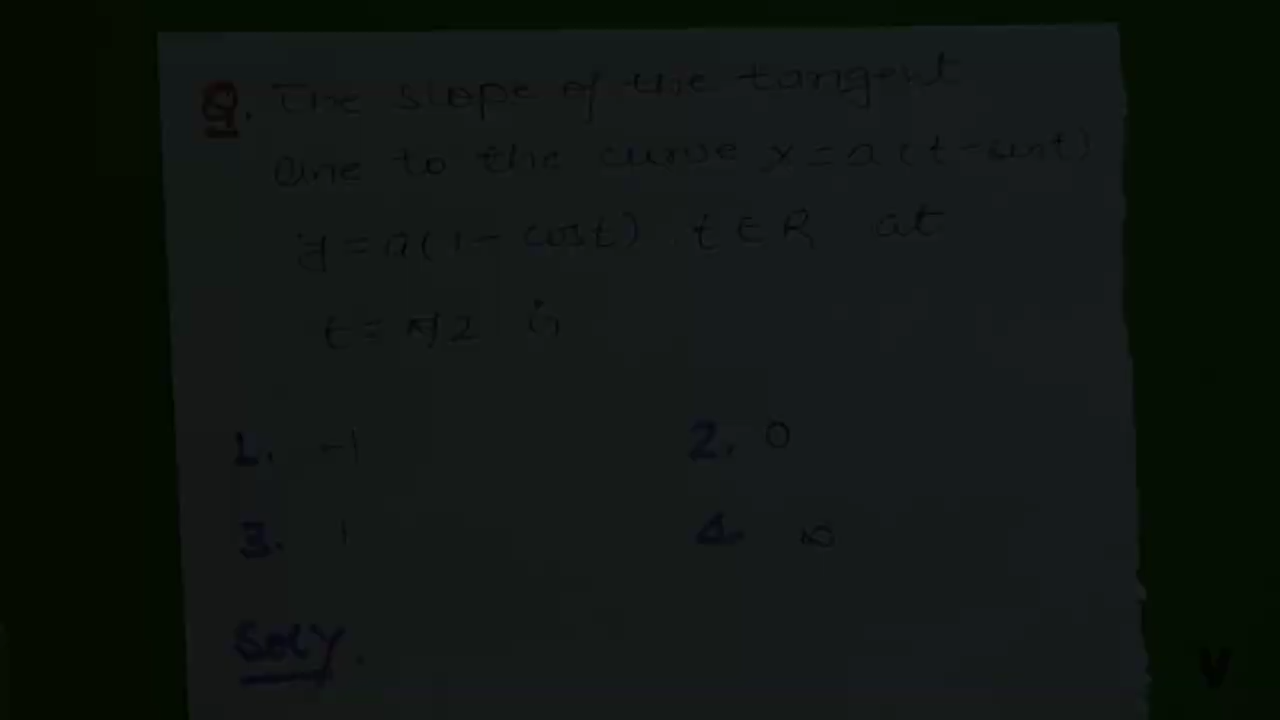 Q. The slope of the tangent
line to the curve x = a(t-sint)
y = a(1 - cost) . t ∈ R at
t = π/2 is
1. -1 2. 0
3. 1 4.
Soly.